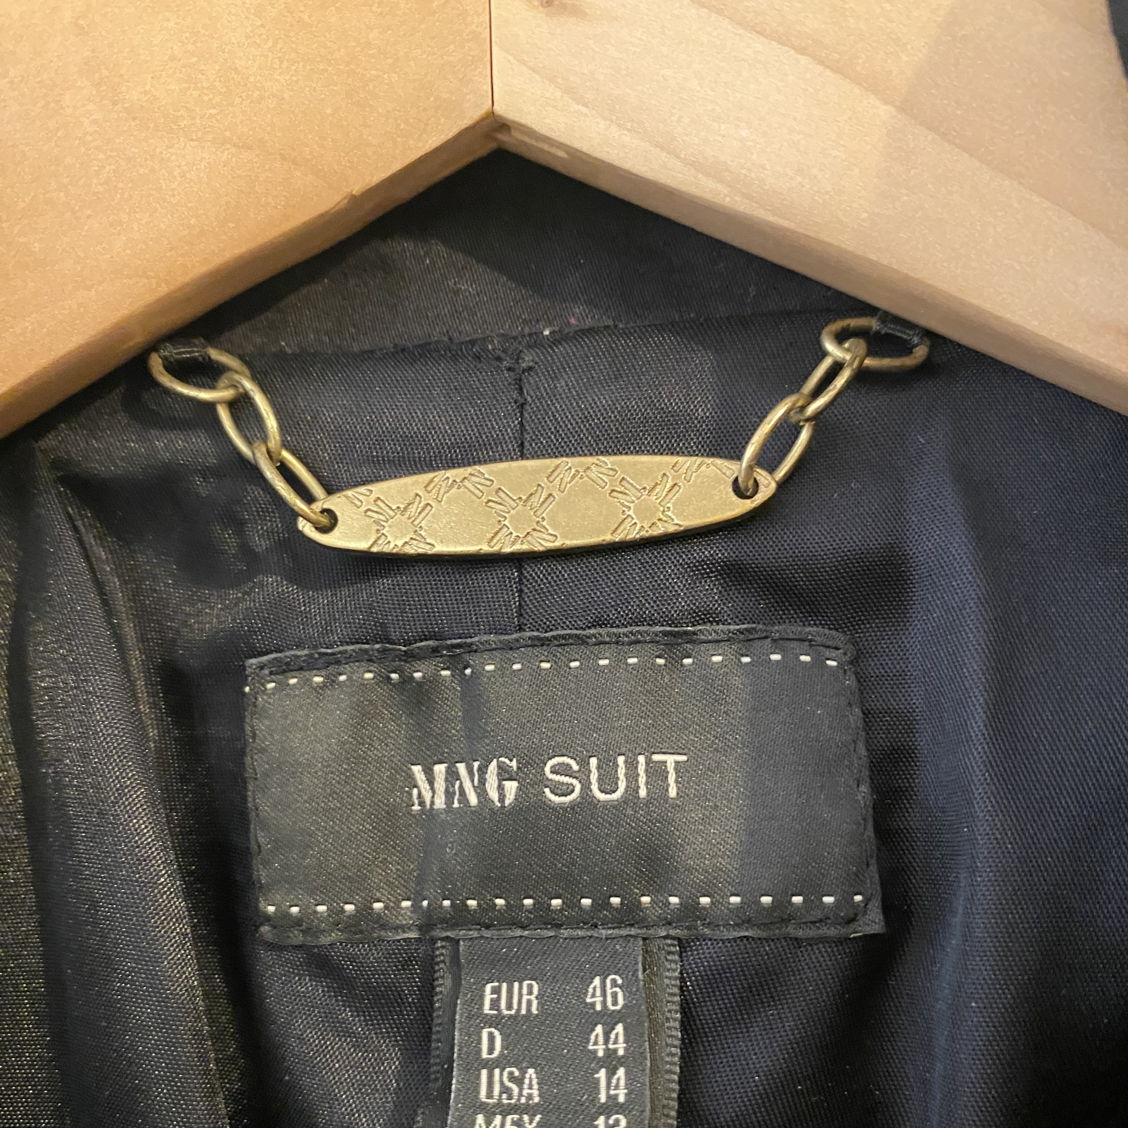 MNG SUIT
EUR 46
D 44
USA 14